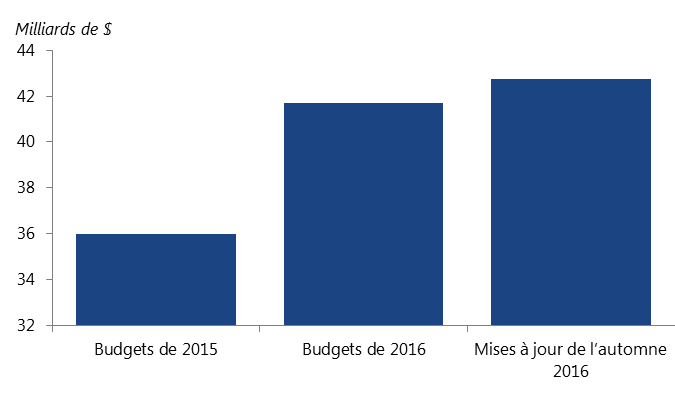 Milliards de $
44
42
40
38
36
34
32
Budgets de 2015
Budgets de 2016
Mises à jour de l’automne
2016